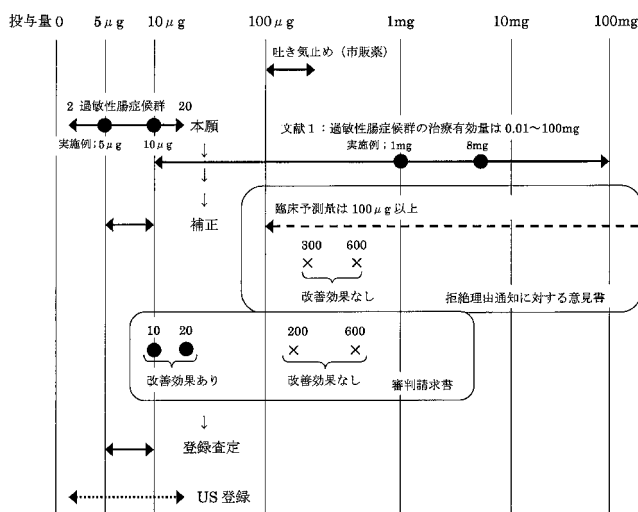 投与量 0 5μg 10μg 100μg 1mg 10mg 100mg
吐き気止め（市販薬）
2 過敏性腸症候群 20
本願
文献1：過敏性腸症候群の治療有効量は 0.01～100mg
実施例；5μg 10μg
実施例；1mg 8mg
↓
↓
臨床予測量は 100μg 以上
↓
補正
300 600
× ×
改善効果なし
拒絶理由通知に対する意見書
10 20 200 600
× ×
改善効果あり 改善効果なし
審判請求書
↓
登録査定
US 登録